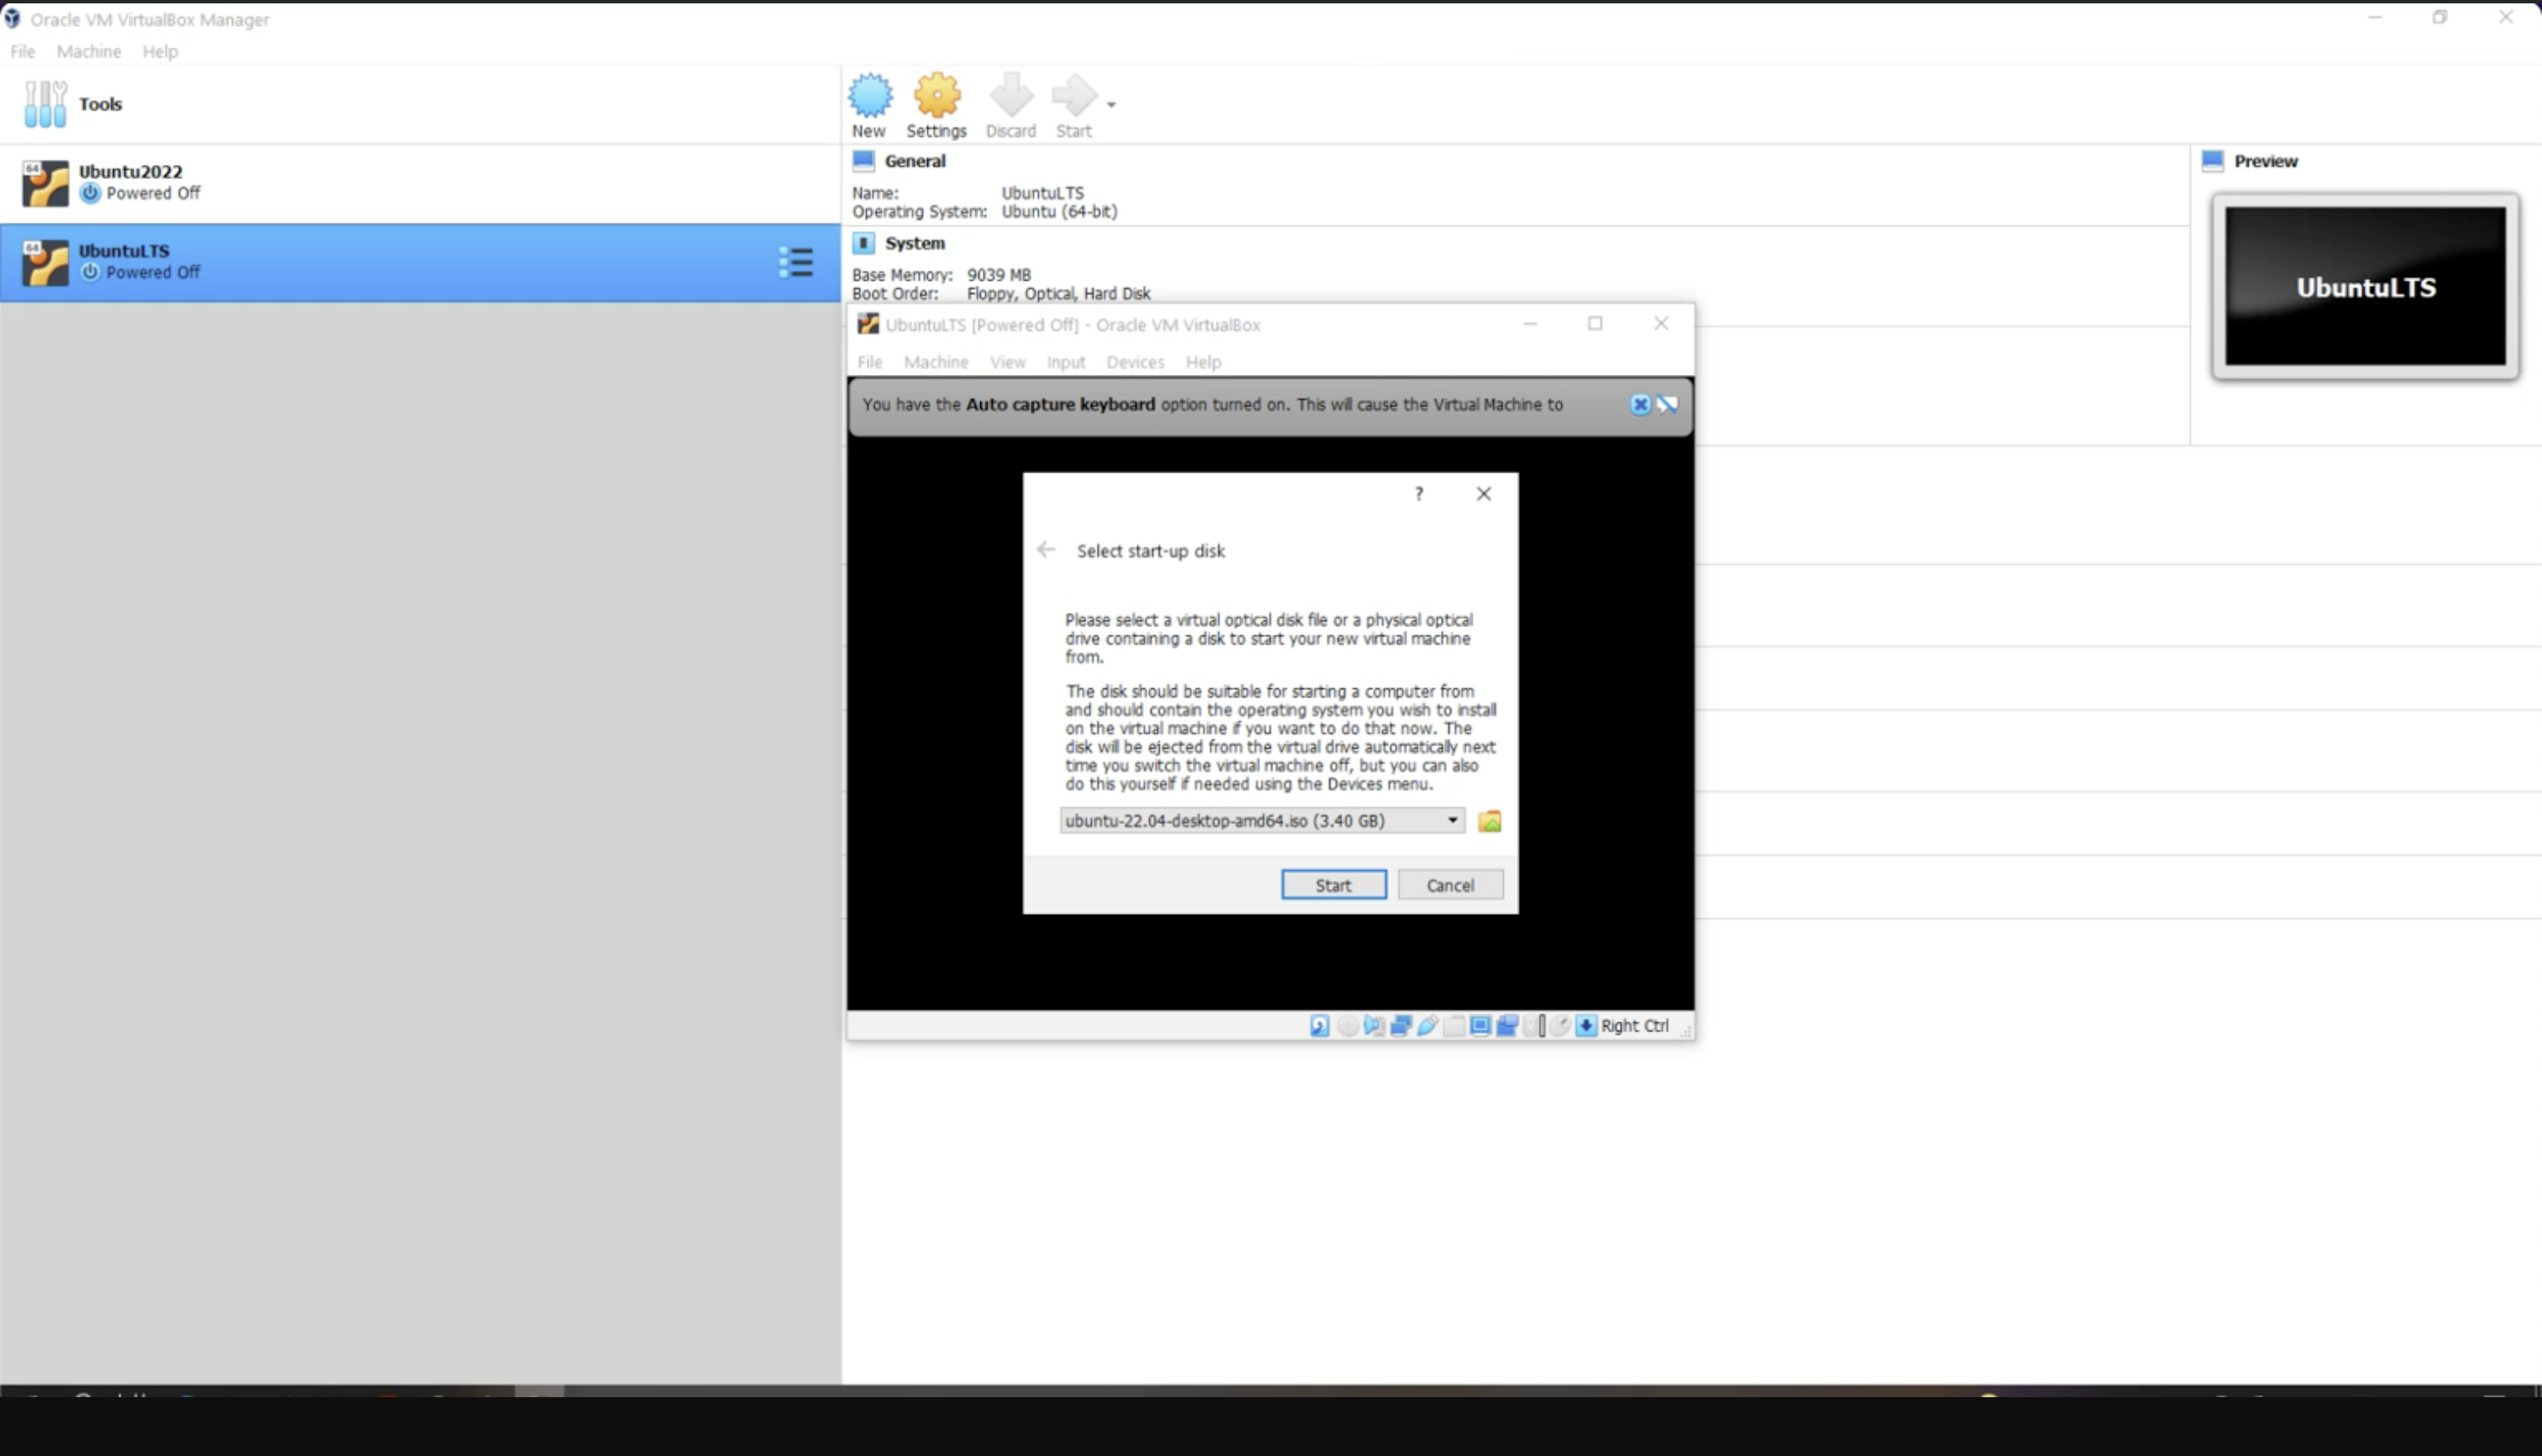 Oracle VM VirtualBox Manager
File Machine Help
Tools
New Settings Discard Start
64
Ubuntu2022
Powered Off
64
UbuntuLTS
Powered Off
General
Name: UbuntuLTS
Operating System: Ubuntu (64-bit)
System
Base Memory: 9039 MB
Boot Order: Floppy, Optical, Hard Disk
Preview
UbuntuLTS
UbuntuLTS [Powered Off] - Oracle VM VirtualBox
File Machine View Input Devices Help
You have the Auto capture keyboard option turned on. This will cause the Virtual Machine to
?
Select start-up disk
Please select a virtual optical disk file or a physical optical
drive containing a disk to start your new virtual machine
from.
The disk should be suitable for starting a computer from
and should contain the operating system you wish to install
on the virtual machine if you want to do that now. The
disk will be ejected from the virtual drive automatically next
time you switch the virtual machine off, but you can also
do this yourself if needed using the Devices menu.
ubuntu-22.04-desktop-amd64.iso (3.40 GB)
Start Cancel
Right Ctrl